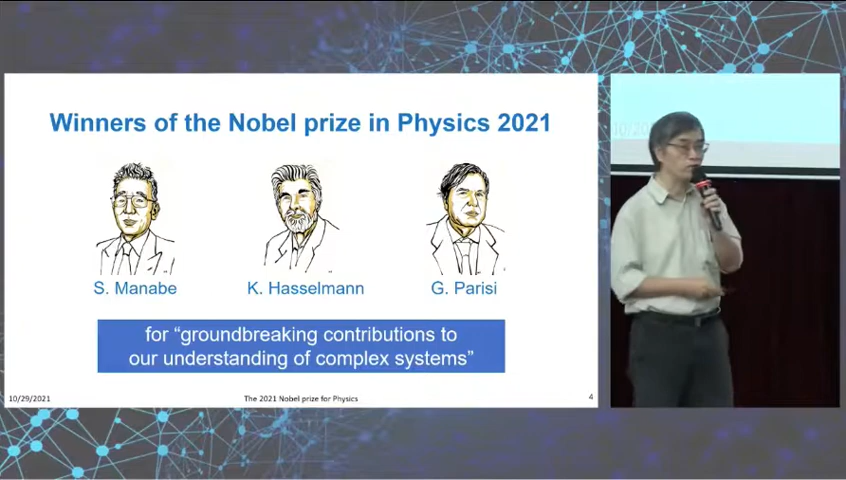 Winners of the Nobel prize in Physics 2021
S. Manabe
K. Hasselmann
G. Parisi
for “groundbreaking contributions to
our understanding of complex systems”
10/29/2021
The 2021 Nobel prize for Physics
4